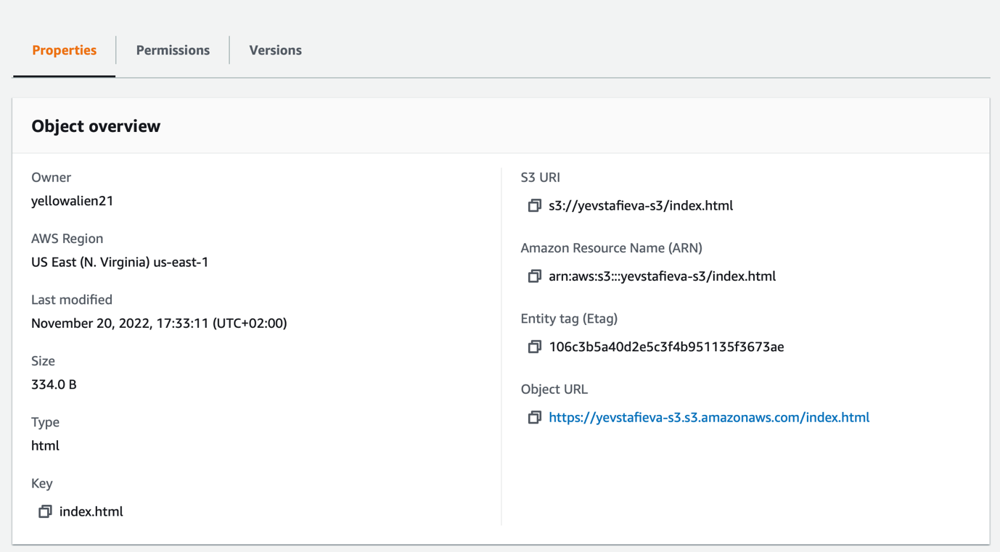 Properties
Permissions
Versions
Object overview
Owner
yellowalien21
AWS Region
US East (N. Virginia) us-east-1
Last modified
November 20, 2022, 17:33:11 (UTC+02:00)
Size
334.0 B
Type
html
Key
index.html
S3 URI
s3://yevstafieva-s3/index.html
Amazon Resource Name (ARN)
arn:aws:s3:::yevstafieva-s3/index.html
Entity tag (Etag)
106c3b5a40d2e5c3f4b951135f3673ae
Object URL
https://yevstafieva-s3.s3.amazonaws.com/index.html